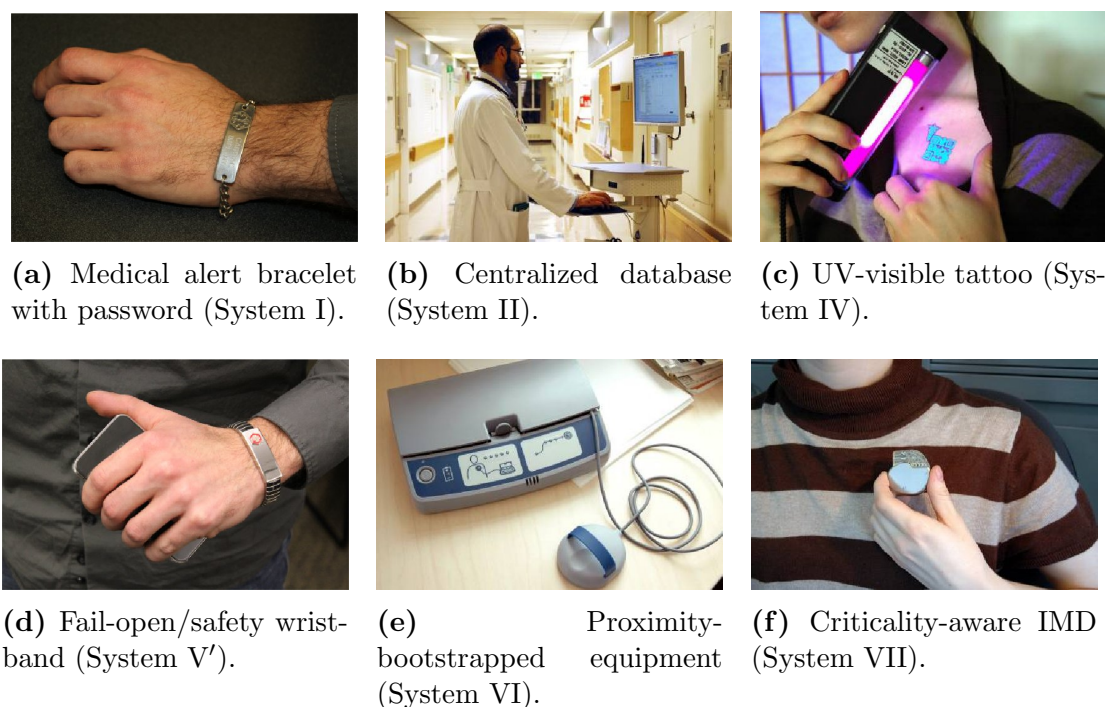 (a) Medical alert bracelet
with password (System I).
(b) Centralized database
(System II).
(c) UV-visible tattoo (Sys-
tem IV).
(d) Fail-open/safety wrist-
band (System V′).
(e) Proximity-
bootstrapped equipment
(System VI).
(f) Criticality-aware IMD
(System VII).